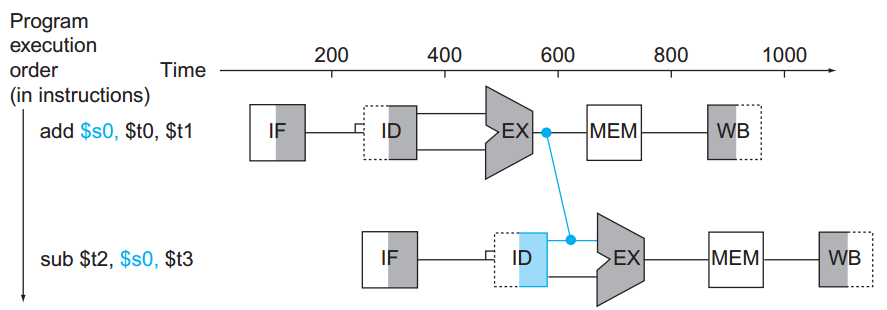 Program
execution
order
(in instructions)
Time
200 400 600 800 1000
add $s0, $t0, $t1
IF ID EX MEM WB
sub $t2, $s0, $t3
IF ID EX MEM WB